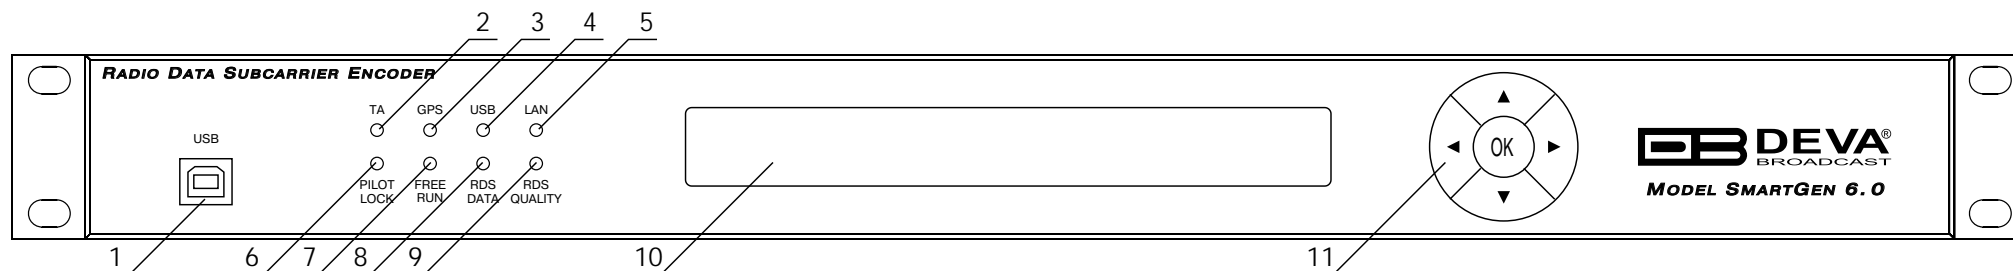 2 3 4 5
RADIO DATA SUBCARRIER ENCODER
TA GPS USB LAN
USB
PILOT LOCK
FREE RUN
RDS DATA
RDS QUALITY
OK
DEVA®
BROADCAST
MODEL SMARTGEN 6.0
1 6 7 8 9 10 11